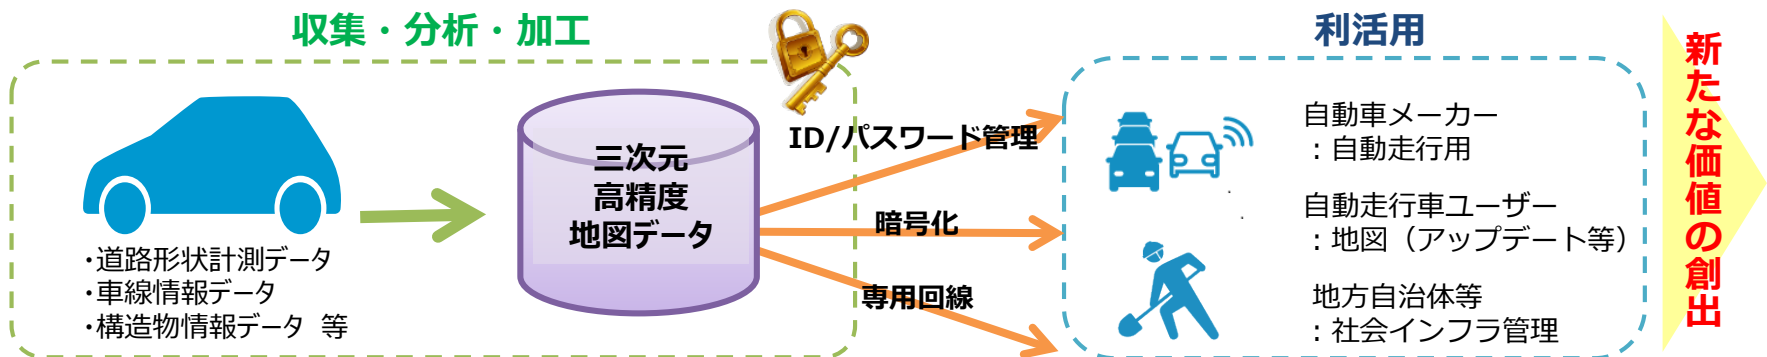 収集・分析・加工
・道路形状計測データ
・車線情報データ
・構造物情報データ 等
三次元
高精度
地図データ
ID/パスワード管理
暗号化
専用回線
利活用
自動車メーカー
：自動走行用
自動走行車ユーザー
：地図（アップデート等）
地方自治体等
：社会インフラ管理
新たな価値の創出